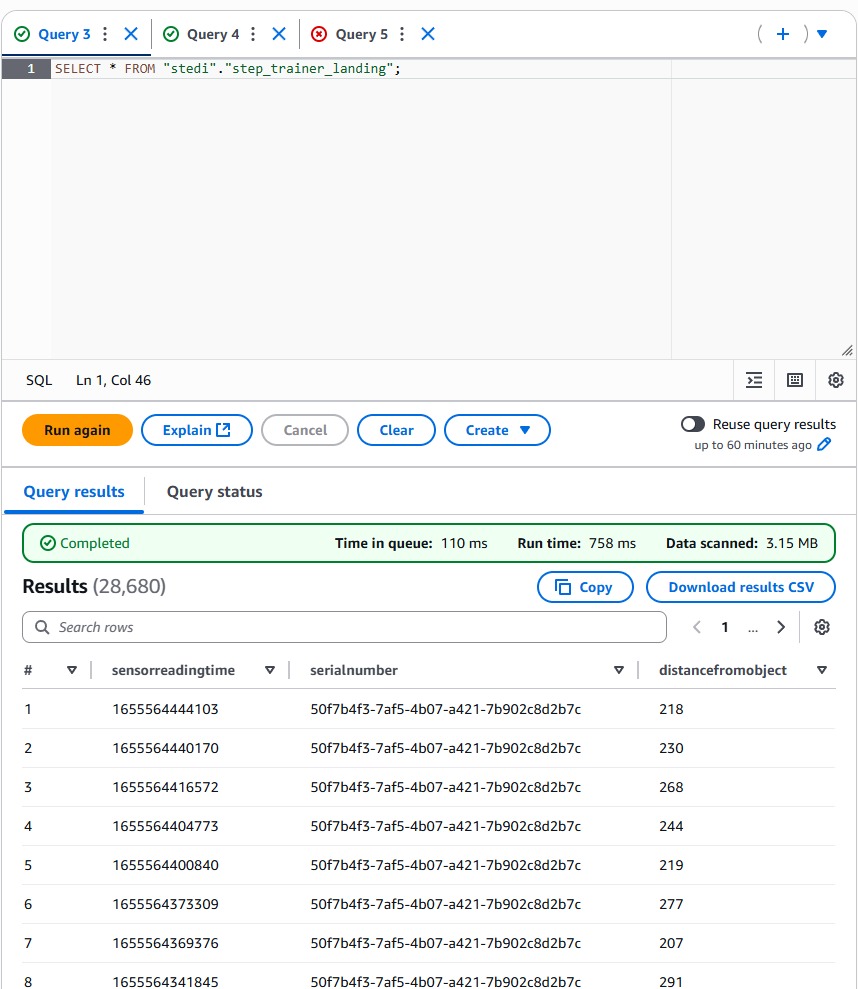 Query 3 Query 4 Query 5
1 SELECT * FROM "stedi"."step_trainer_landing";
SQL Ln 1, Col 46
Run again Explain Cancel Clear Create Reuse query results
up to 60 minutes ago
Query results Query status
Completed Time in queue: 110 ms Run time: 758 ms Data scanned: 3.15 MB
Results (28,680) Copy Download results CSV
Search rows 1 ...
# sensorreadingtime serialnumber distancefromobject
1 1655564444103 50f7b4f3-7af5-4b07-a421-7b902c8d2b7c 218
2 1655564440170 50f7b4f3-7af5-4b07-a421-7b902c8d2b7c 230
3 1655564416572 50f7b4f3-7af5-4b07-a421-7b902c8d2b7c 268
4 1655564404773 50f7b4f3-7af5-4b07-a421-7b902c8d2b7c 244
5 1655564400840 50f7b4f3-7af5-4b07-a421-7b902c8d2b7c 219
6 1655564373309 50f7b4f3-7af5-4b07-a421-7b902c8d2b7c 277
7 1655564369376 50f7b4f3-7af5-4b07-a421-7b902c8d2b7c 207
8 1655564341845 50f7b4f3-7af5-4b07-a421-7b902c8d2b7c 291